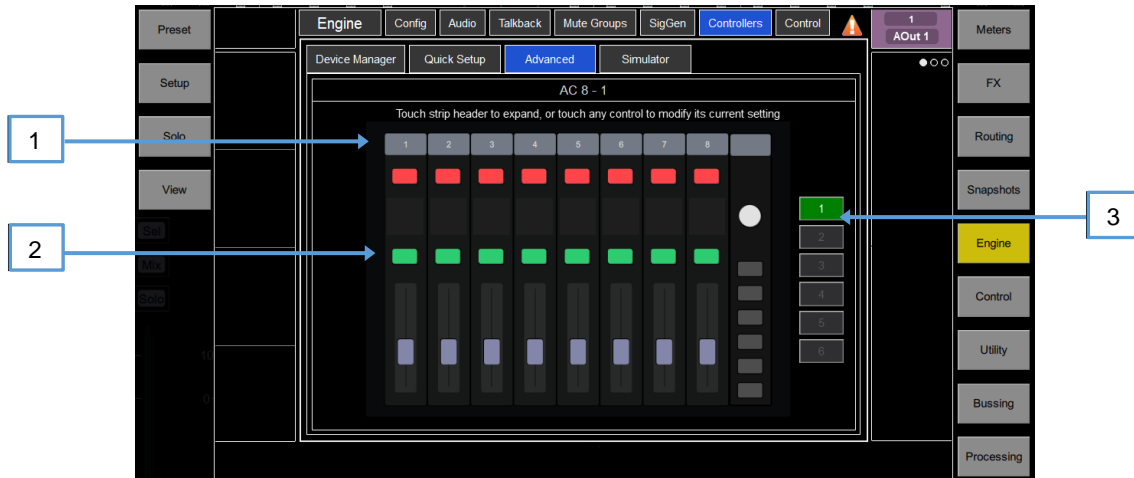 Preset
Setup
Solo
View
Sel
Mix
Solo
10
0
Engine Config Audio Talkback Mute Groups SigGen Controllers Control
Device Manager Quick Setup Advanced Simulator
AC 8 - 1
Touch strip header to expand, or touch any control to modify its current setting
1 2 3 4 5 6 7 8
1
2
3
4
5
6
1
AOut 1
Meters
FX
Routing
Snapshots
Engine
Control
Utility
Bussing
Processing
1
2
3